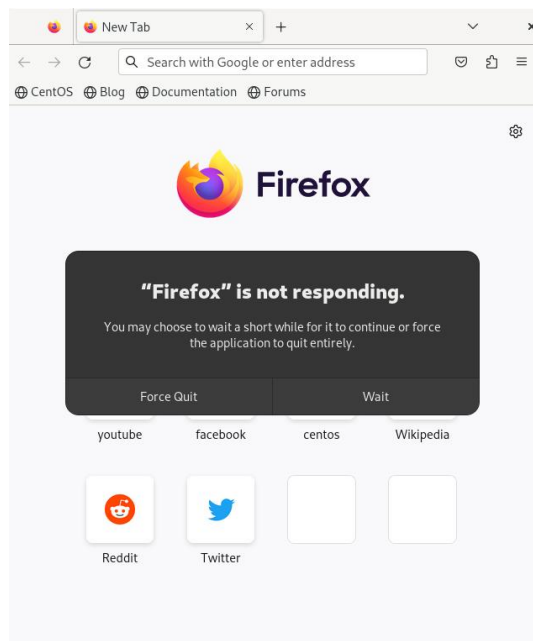 New Tab
Search with Google or enter address
CentOS Blog Documentation Forums
Firefox
“Firefox” is not responding.
You may choose to wait a short while for it to continue or force
the application to quit entirely.
Force Quit Wait
youtube facebook centos Wikipedia
Reddit Twitter